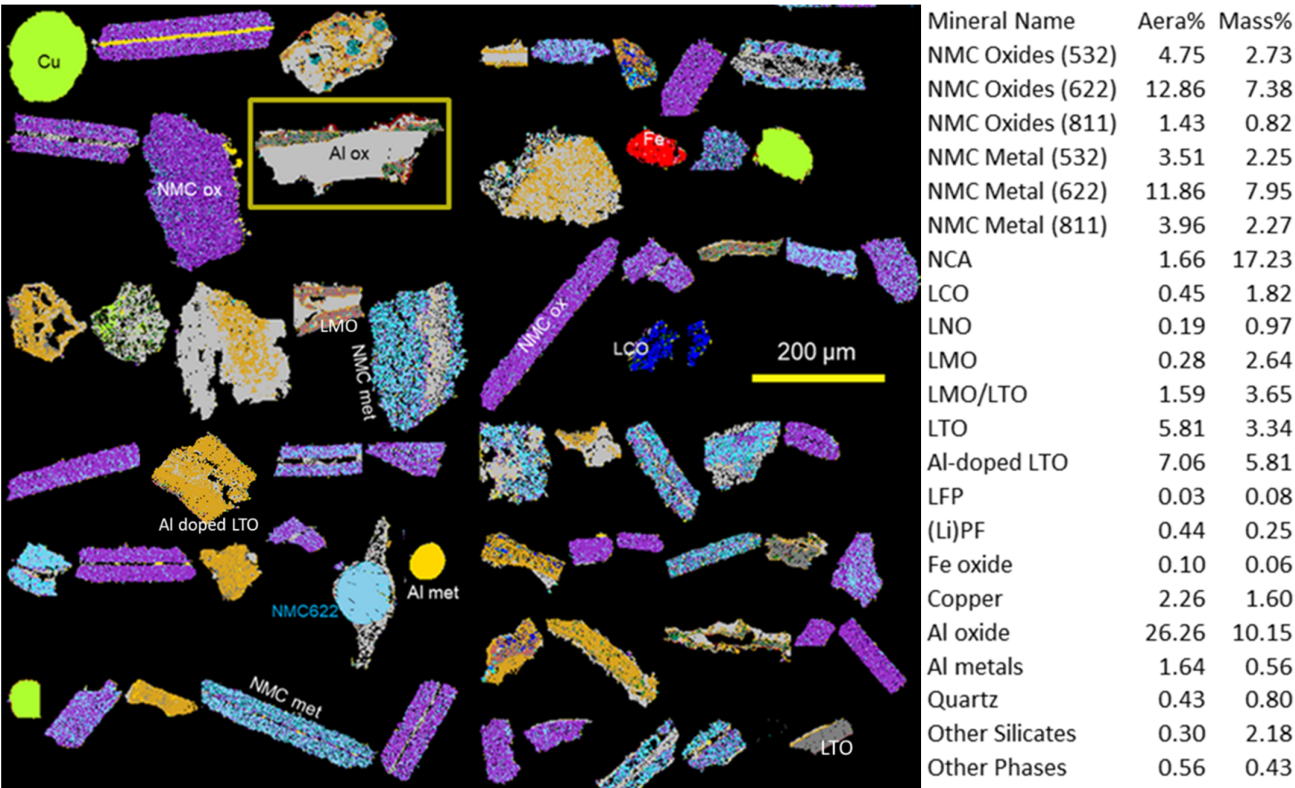 Cu
Al ox
NMC ox
LMO
NMC met
Al doped LTO
NMC622
Al met
NMC met
Fe
NMC ox
LCO
200 µm
LTO
Mineral Name Aera% Mass%
NMC Oxides (532) 4.75 2.73
NMC Oxides (622) 12.86 7.38
NMC Oxides (811) 1.43 0.82
NMC Metal (532) 3.51 2.25
NMC Metal (622) 11.86 7.95
NMC Metal (811) 3.96 2.27
NCA 1.66 17.23
LCO 0.45 1.82
LNO 0.19 0.97
LMO 0.28 2.64
LMO/LTO 1.59 3.65
LTO 5.81 3.34
Al-doped LTO 7.06 5.81
LFP 0.03 0.08
(Li)PF 0.44 0.25
Fe oxide 0.10 0.06
Copper 2.26 1.60
Al oxide 26.26 10.15
Al metals 1.64 0.56
Quartz 0.43 0.80
Other Silicates 0.30 2.18
Other Phases 0.56 0.43